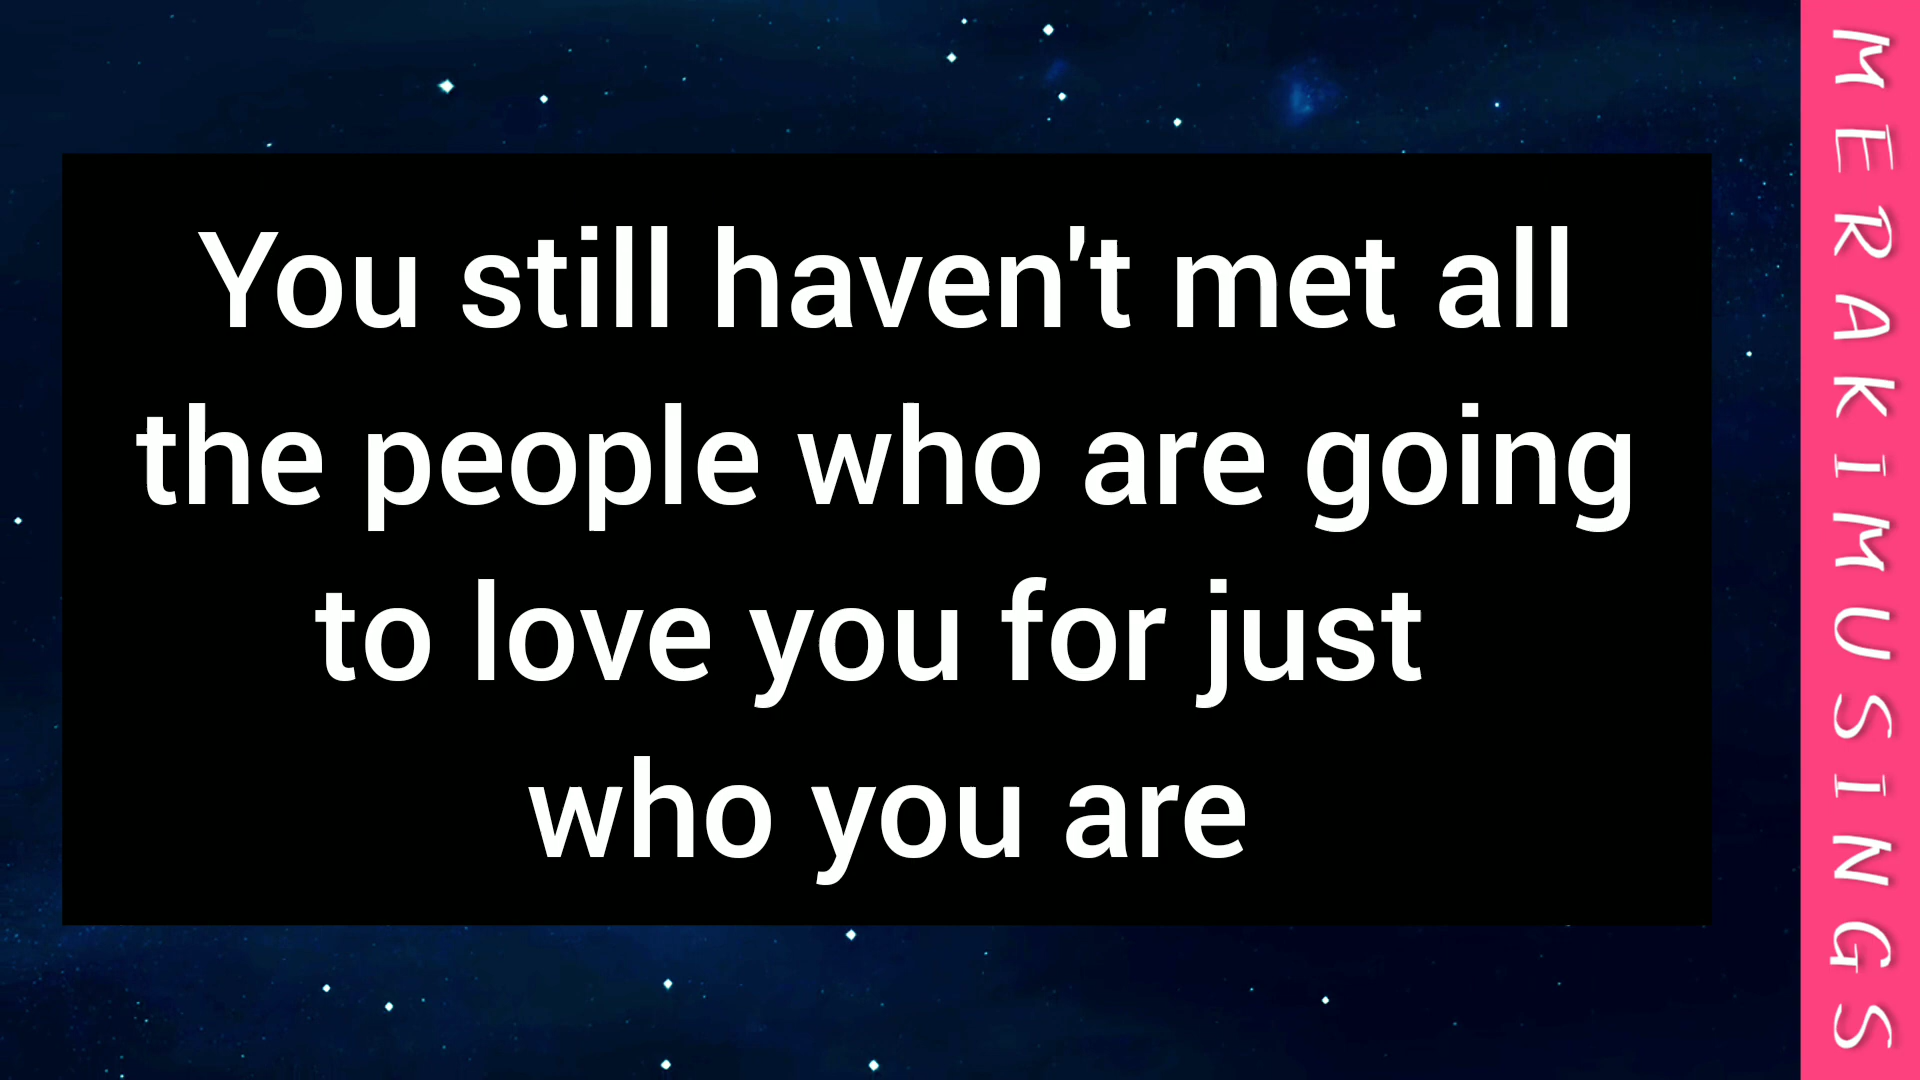 You still haven't met all
the people who are going
to love you for just
who you are
MERAKIMUSINGS